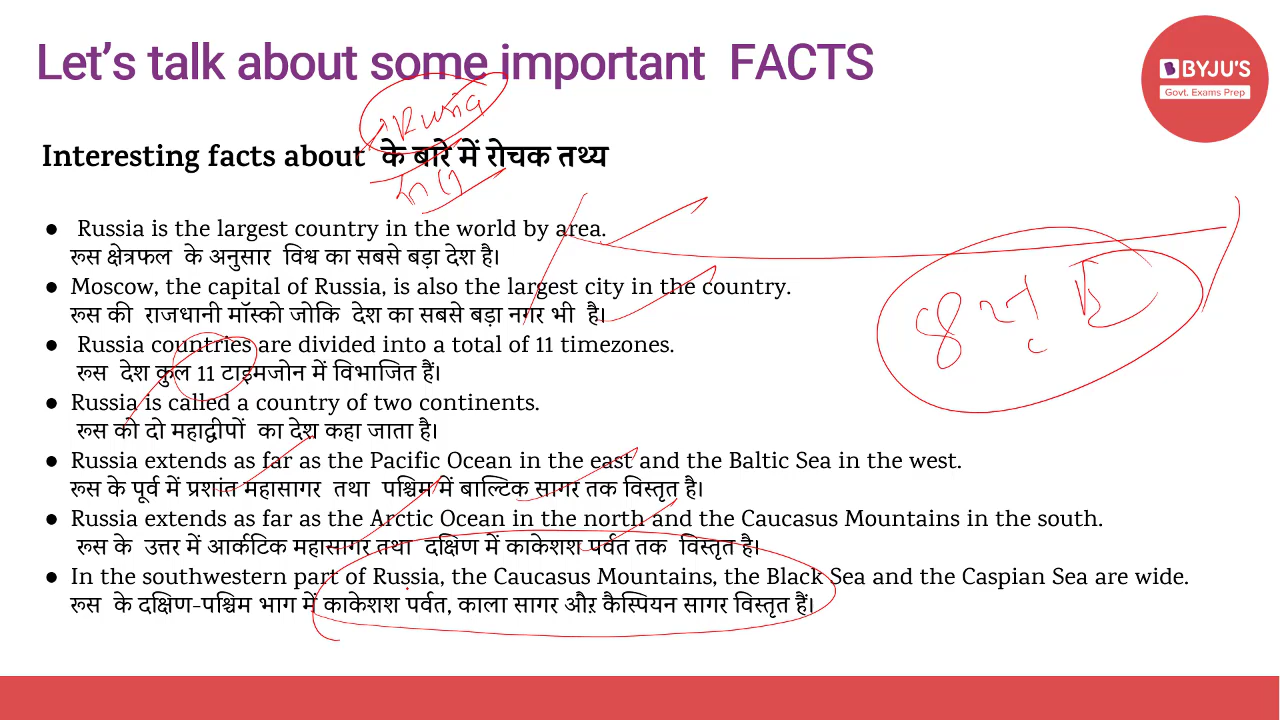 Let's talk about some important FACTS
BYJU'S
Govt. Exams Prep
Russia
Interesting facts about के बारे में रोचक तथ्य
● Russia is the largest country in the world by area.
रूस क्षेत्रफल के अनुसार विश्व का सबसे बड़ा देश है।
● Moscow, the capital of Russia, is also the largest city in the country.
रूस की राजधानी मॉस्को जोकि देश का सबसे बड़ा नगर भी है।
● Russia countries are divided into a total of 11 timezones.
रूस देश कुल 11 टाइमजोन में विभाजित हैं।
● Russia is called a country of two continents.
रूस को दो महाद्वीपों का देश कहा जाता है।
● Russia extends as far as the Pacific Ocean in the east and the Baltic Sea in the west.
रूस के पूर्व में प्रशांत महासागर तथा पश्चिम में बाल्टिक सागर तक विस्तृत है।
● Russia extends as far as the Arctic Ocean in the north and the Caucasus Mountains in the south.
रूस के उत्तर में आर्कटिक महासागर तथा दक्षिण में काकेशश पर्वत तक विस्तृत है।
● In the southwestern part of Russia, the Caucasus Mountains, the Black Sea and the Caspian Sea are wide.
रूस के दक्षिण-पश्चिम भाग में काकेशश पर्वत, काला सागर औऱ कैस्पियन सागर विस्तृत हैं।